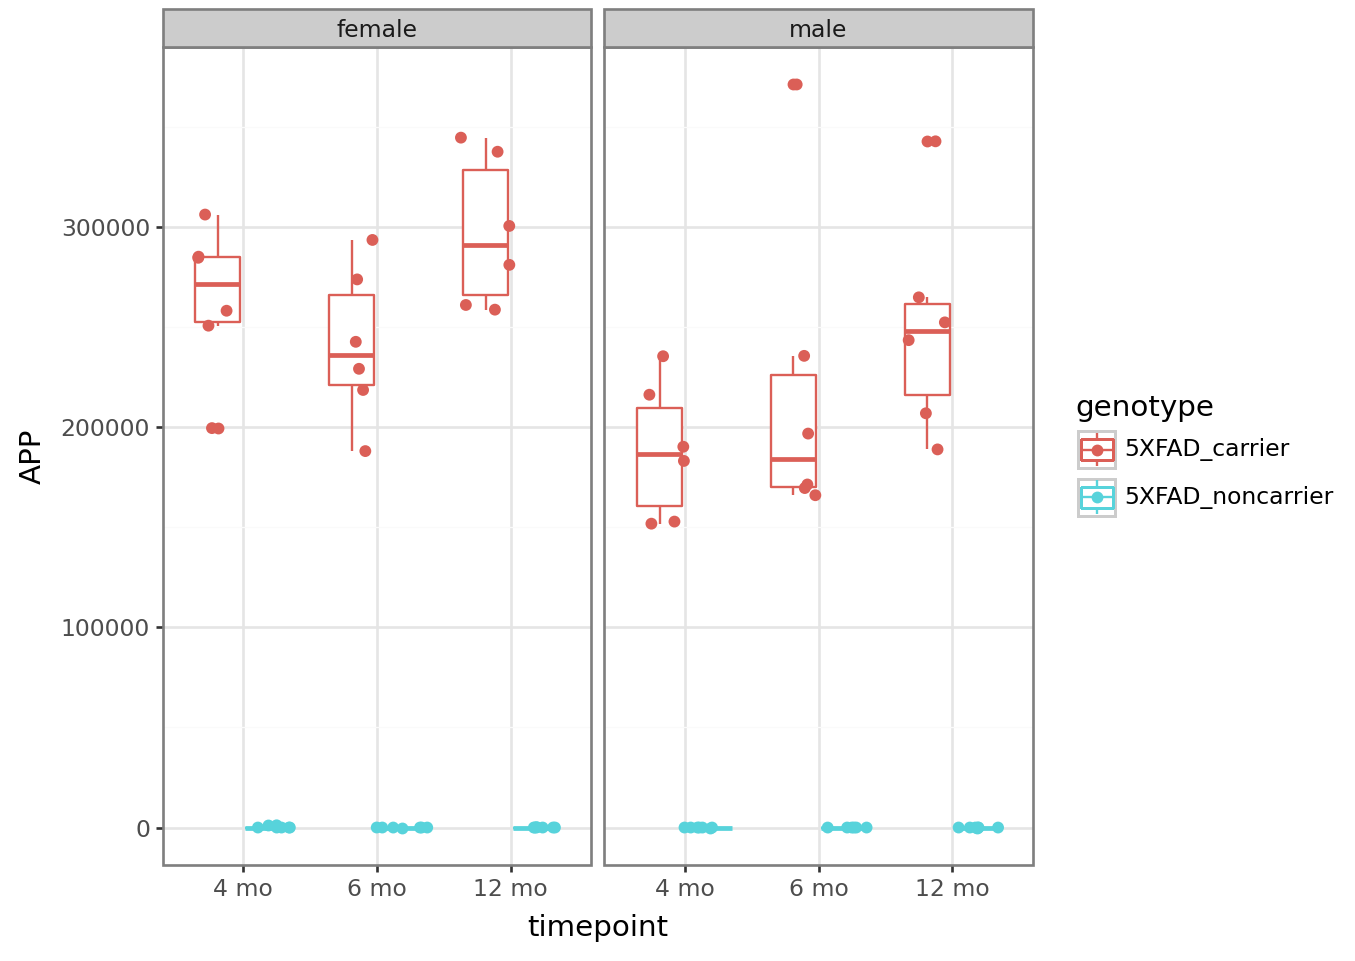 female
male
300000
200000
100000
0
APP
4 mo
6 mo
12 mo
4 mo
6 mo
12 mo
timepoint
genotype
5XFAD_carrier
5XFAD_noncarrier